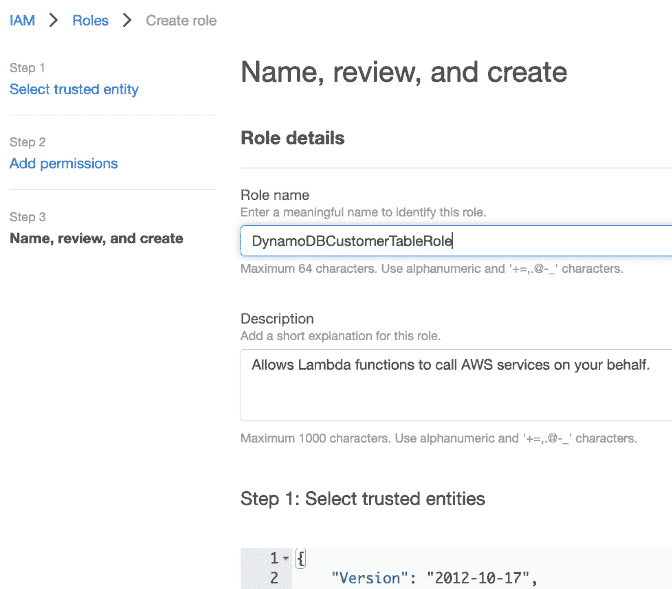 IAM > Roles > Create role
Step 1
Select trusted entity
Step 2
Add permissions
Step 3
Name, review, and create
Name, review, and create
Role details
Role name
Enter a meaningful name to identify this role.
DynamoDBCustomerTableRole
Maximum 64 characters. Use alphanumeric and '+=,.@-_' characters.
Description
Add a short explanation for this role.
Allows Lambda functions to call AWS services on your behalf.
Maximum 1000 characters. Use alphanumeric and '+=,.@-_' characters.
Step 1: Select trusted entities
1 {
2 "Version": "2012-10-17",